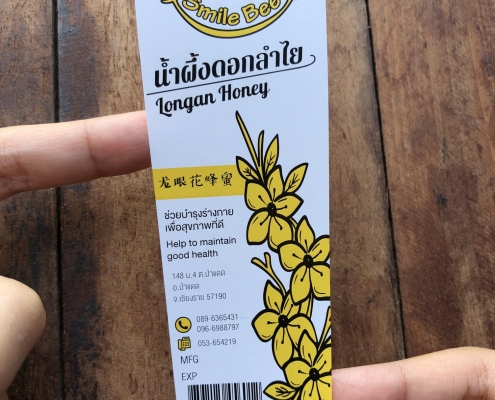 Smile Bee
น้ำผึ้งดอกลำไย
Longan Honey
龙眼花蜂蜜
ช่วยบำรุงร่างกาย
เพื่อสุขภาพที่ดี
Help to maintain
good health
148 ม.4 ต.ป่าแดด
อ.ป่าแดด
จ.เชียงราย 57190
089-6365431
096-6988797
053-654219
MFG
EXP